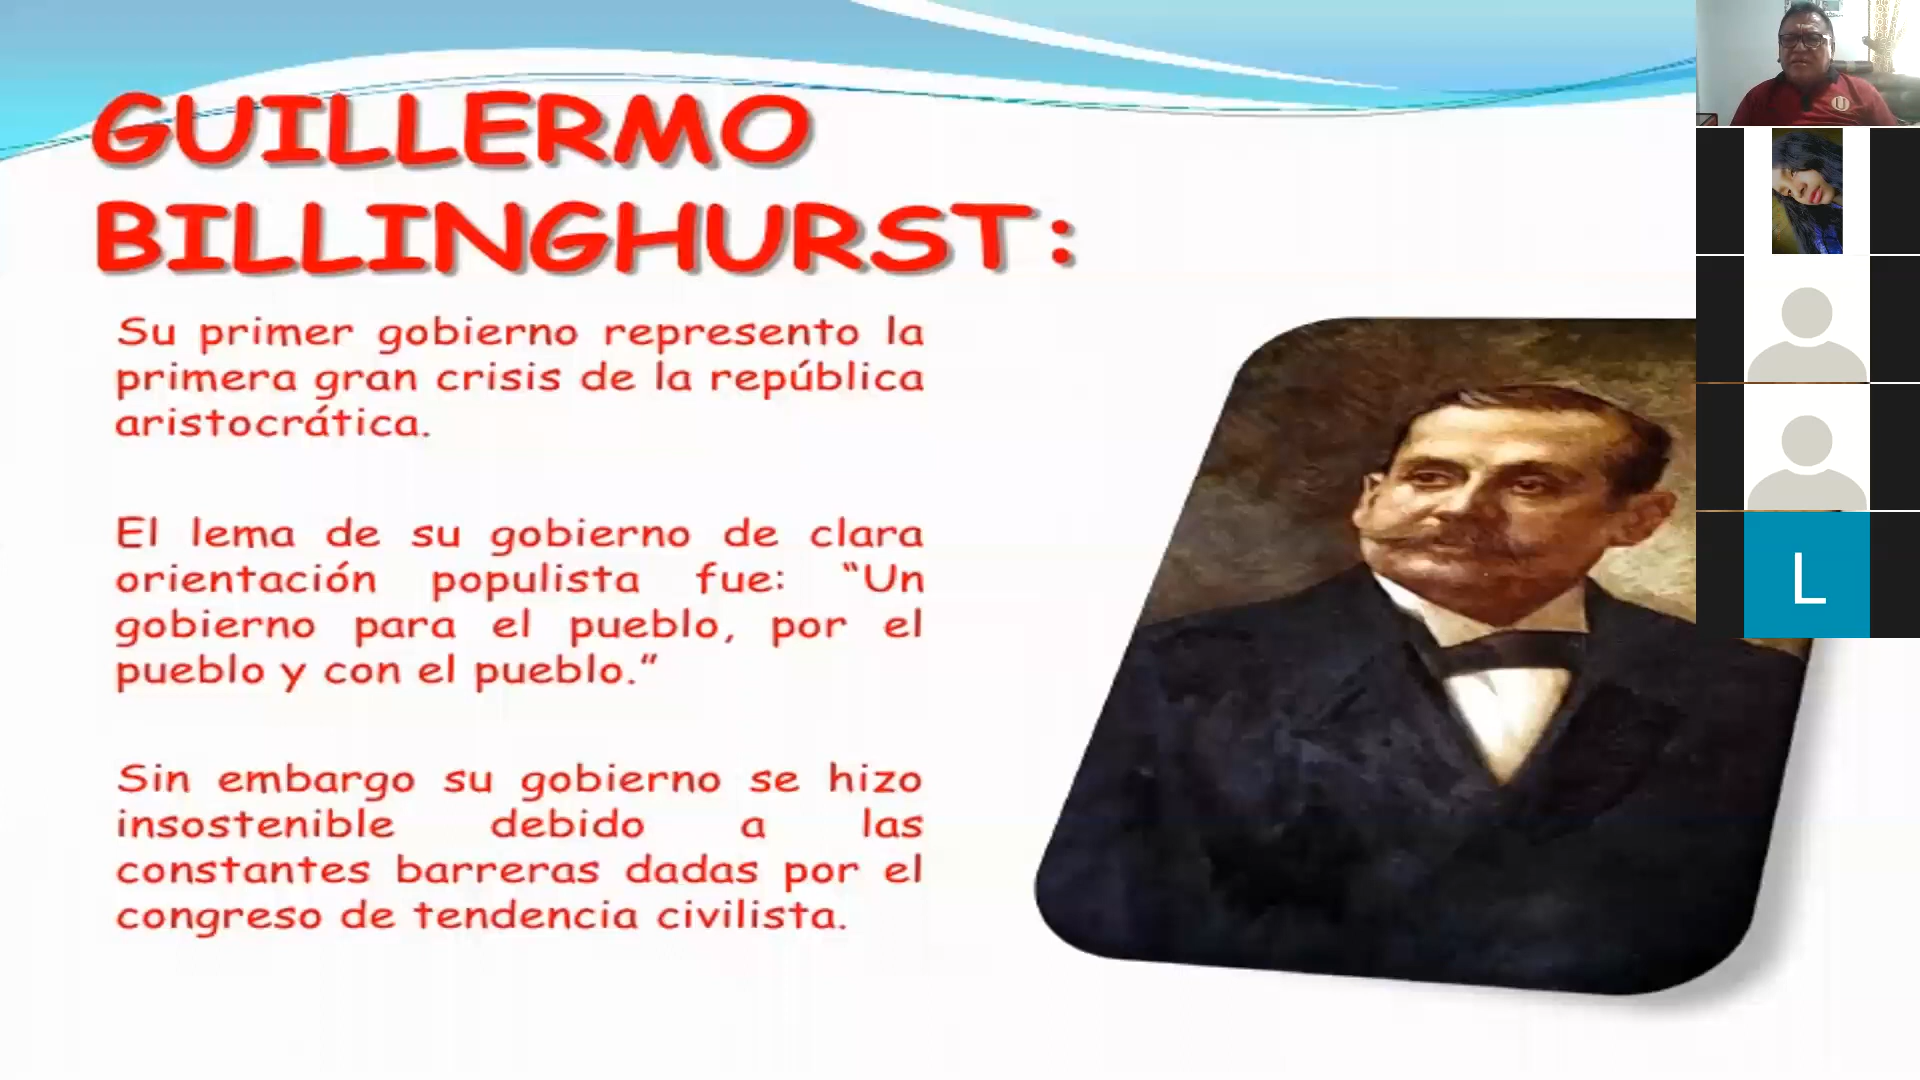 GUILLERMO
BILLINGHURST:
Su primer gobierno represento la
primera gran crisis de la república
aristocrática.
El lema de su gobierno de clara
orientación populista fue: “Un
gobierno para el pueblo, por el
pueblo y con el pueblo.”
Sin embargo su gobierno se hizo
insostenible debido a las
constantes barreras dadas por el
congreso de tendencia civilista.
U
L